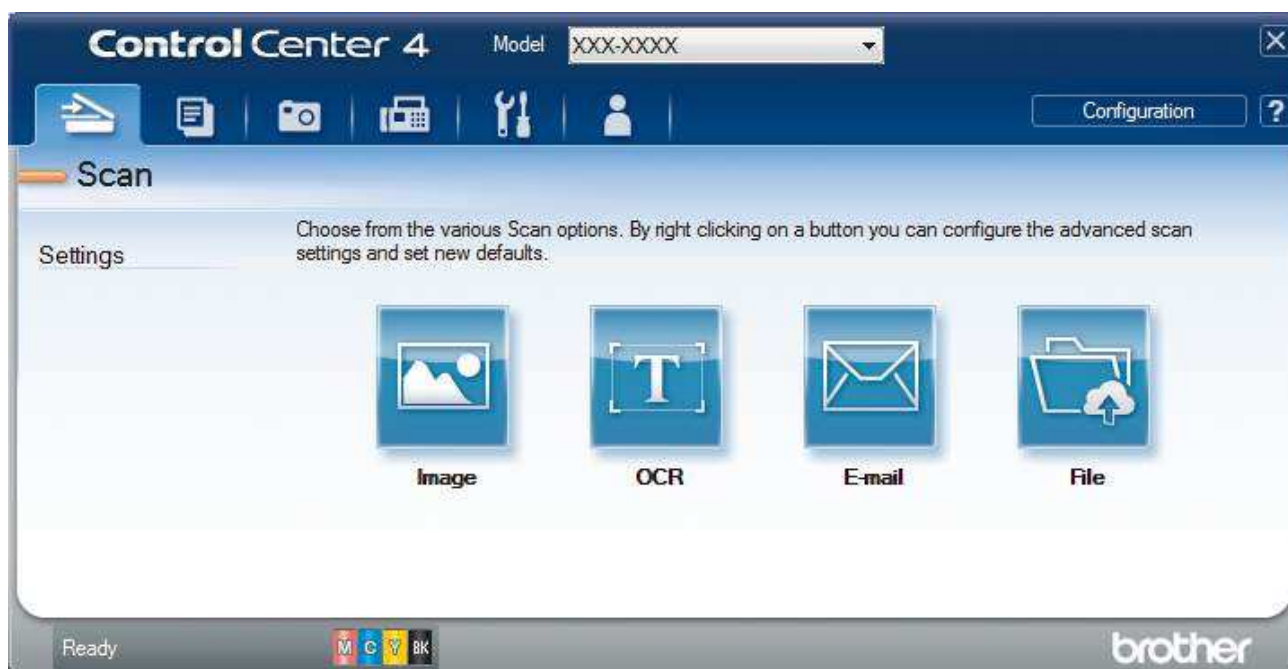 Control Center 4 Model XXX-XXXX
Configuration ?
Scan
Settings
Choose from the various Scan options. By right clicking on a button you can configure the advanced scan
settings and set new defaults.
T
Image OCR E-mail File
Ready M C Y BK brother